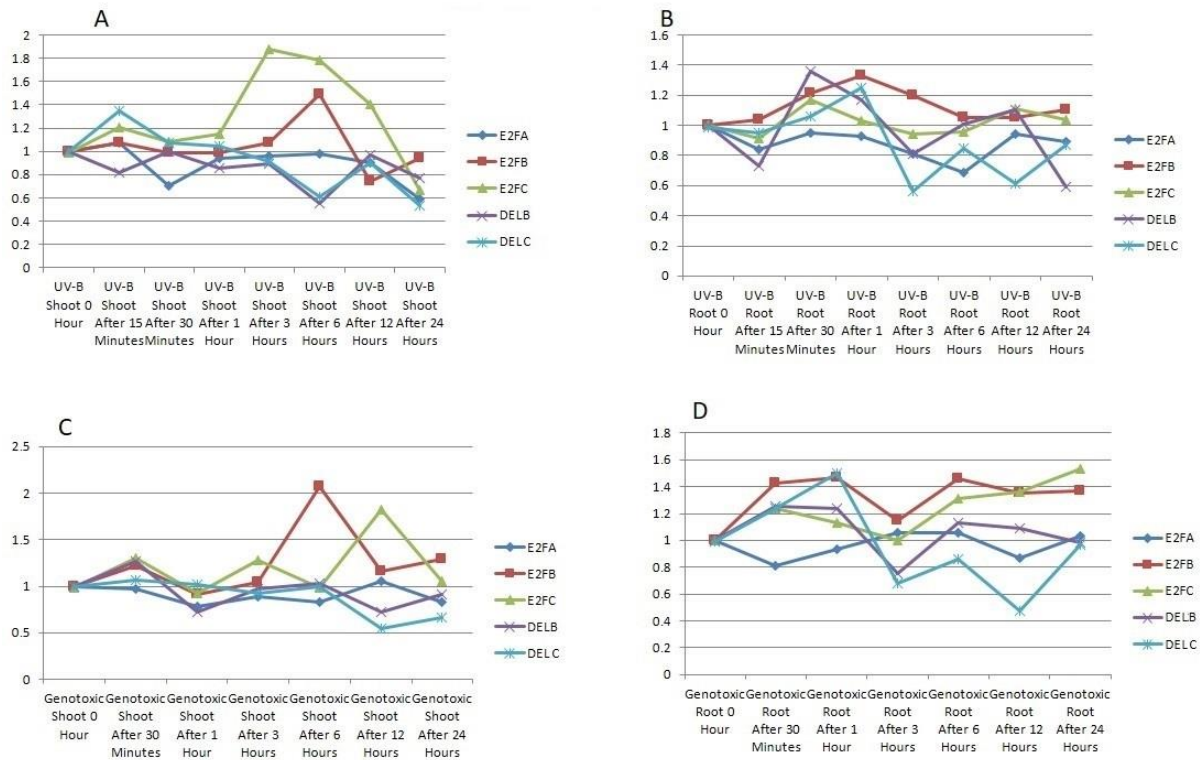 A
2
1.8
1.6
1.4
1.2
1
0.8
0.6
0.4
0.2
0
UV-B UV-B UV-B UV-B UV-B UV-B UV-B UV-B
Shoot 0 Shoot Shoot Shoot Shoot Shoot Shoot Shoot
Hour After 15 After 30 After 1 After 3 After 6 After 12 After 24
Minutes Minutes Hour Hours Hours Hours Hours
E2FA
E2FB
E2FC
DELB
DELC
B
1.6
1.4
1.2
1
0.8
0.6
0.4
0.2
0
UV-B UV-B UV-B UV-B UV-B UV-B UV-B UV-B
Root 0 Root Root Root Root Root Root Root
Hour After 15 After 30 After 1 After 3 After 6 After 12 After 24
Minutes Minutes Hour Hours Hours Hours Hours
E2FA
E2FB
E2FC
DELB
DELC
C
2.5
2
1.5
1
0.5
0
Genotoxic Genotoxic Genotoxic Genotoxic Genotoxic Genotoxic Genotoxic
Shoot 0 Shoot Shoot Shoot Shoot Shoot Shoot
Hour After 30 After 1 After 3 After 6 After 12 After 24
Minutes Hour Hours Hours Hours Hours
E2FA
E2FB
E2FC
DELB
DELC
D
1.8
1.6
1.4
1.2
1
0.8
0.6
0.4
0.2
0
Genotoxic Genotoxic Genotoxic Genotoxic Genotoxic Genotoxic Genotoxic
Root 0 Root Root Root Root Root Root
Hour After 30 After 1 After 3 After 6 After 12 After 24
Minutes Hour Hours Hours Hours Hours
E2FA
E2FB
E2FC
DELB
DELC